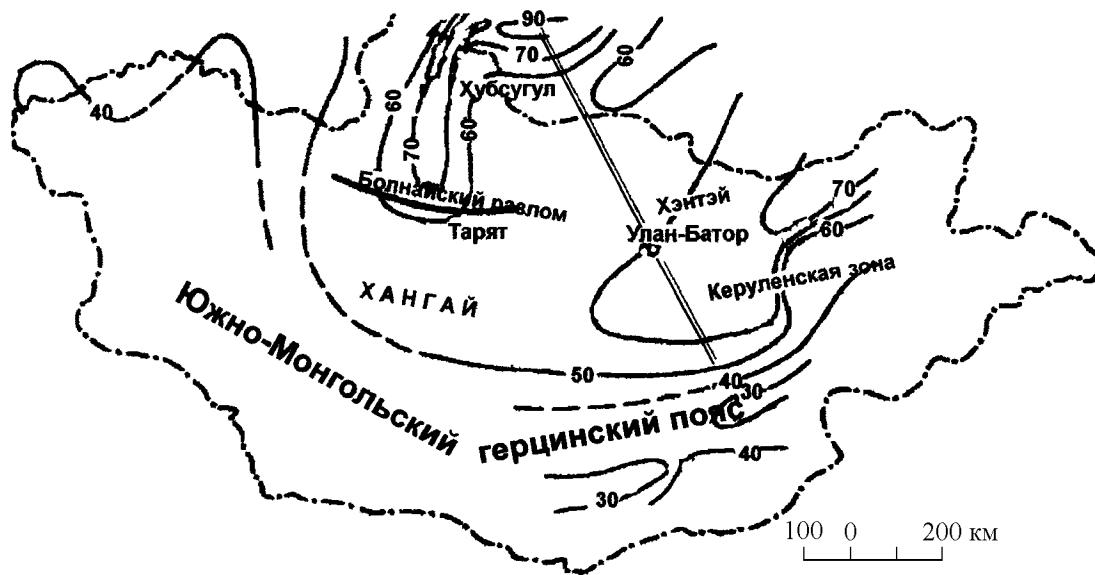 90
70
60
Хубсугул
40
60
70
60
Болнайский разлом
Тарят
Хэнтэй
Улан-Батор
70
60
Керуленская зона
ХАНГАЙ
Южно-Монгольский герцинский пояс
50
40
30
40
30
100 0 200 км